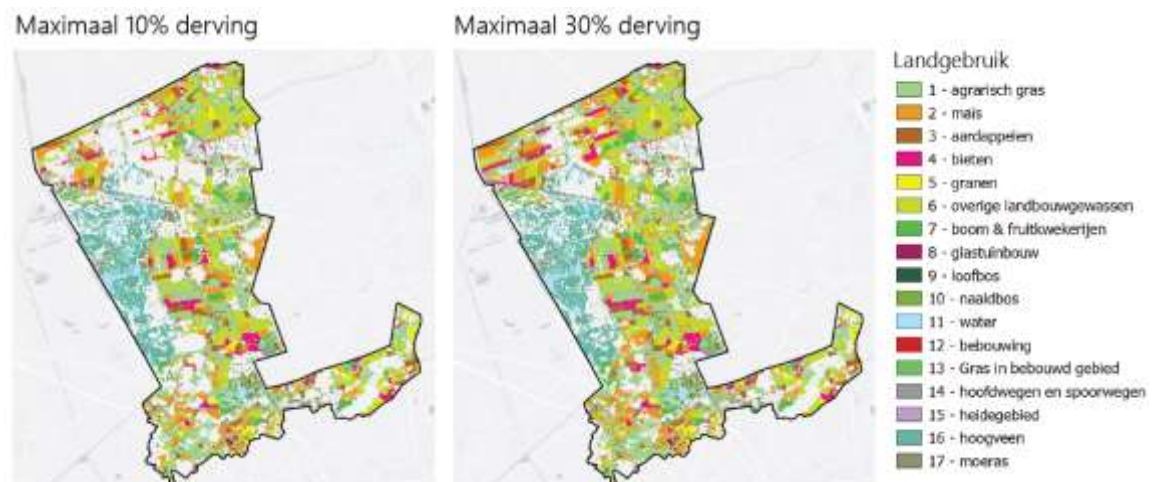 Maximaal 10% derving
Maximaal 30% derving
Landgebruik
1 - agrarisch gras
2 - mais
3 - aardappelen
4 - bieten
5 - granen
6 - overige landbouwgewassen
7 - boom & fruitkwekerijen
8 - glastuinbouw
9 - loofbos
10 - naaldbos
11 - water
12 - bebouwing
13 - Gras in bebouwd gebied
14 - hoofdwegen en spoorwegen
15 - heidegebied
16 - hoogveen
17 - moeras